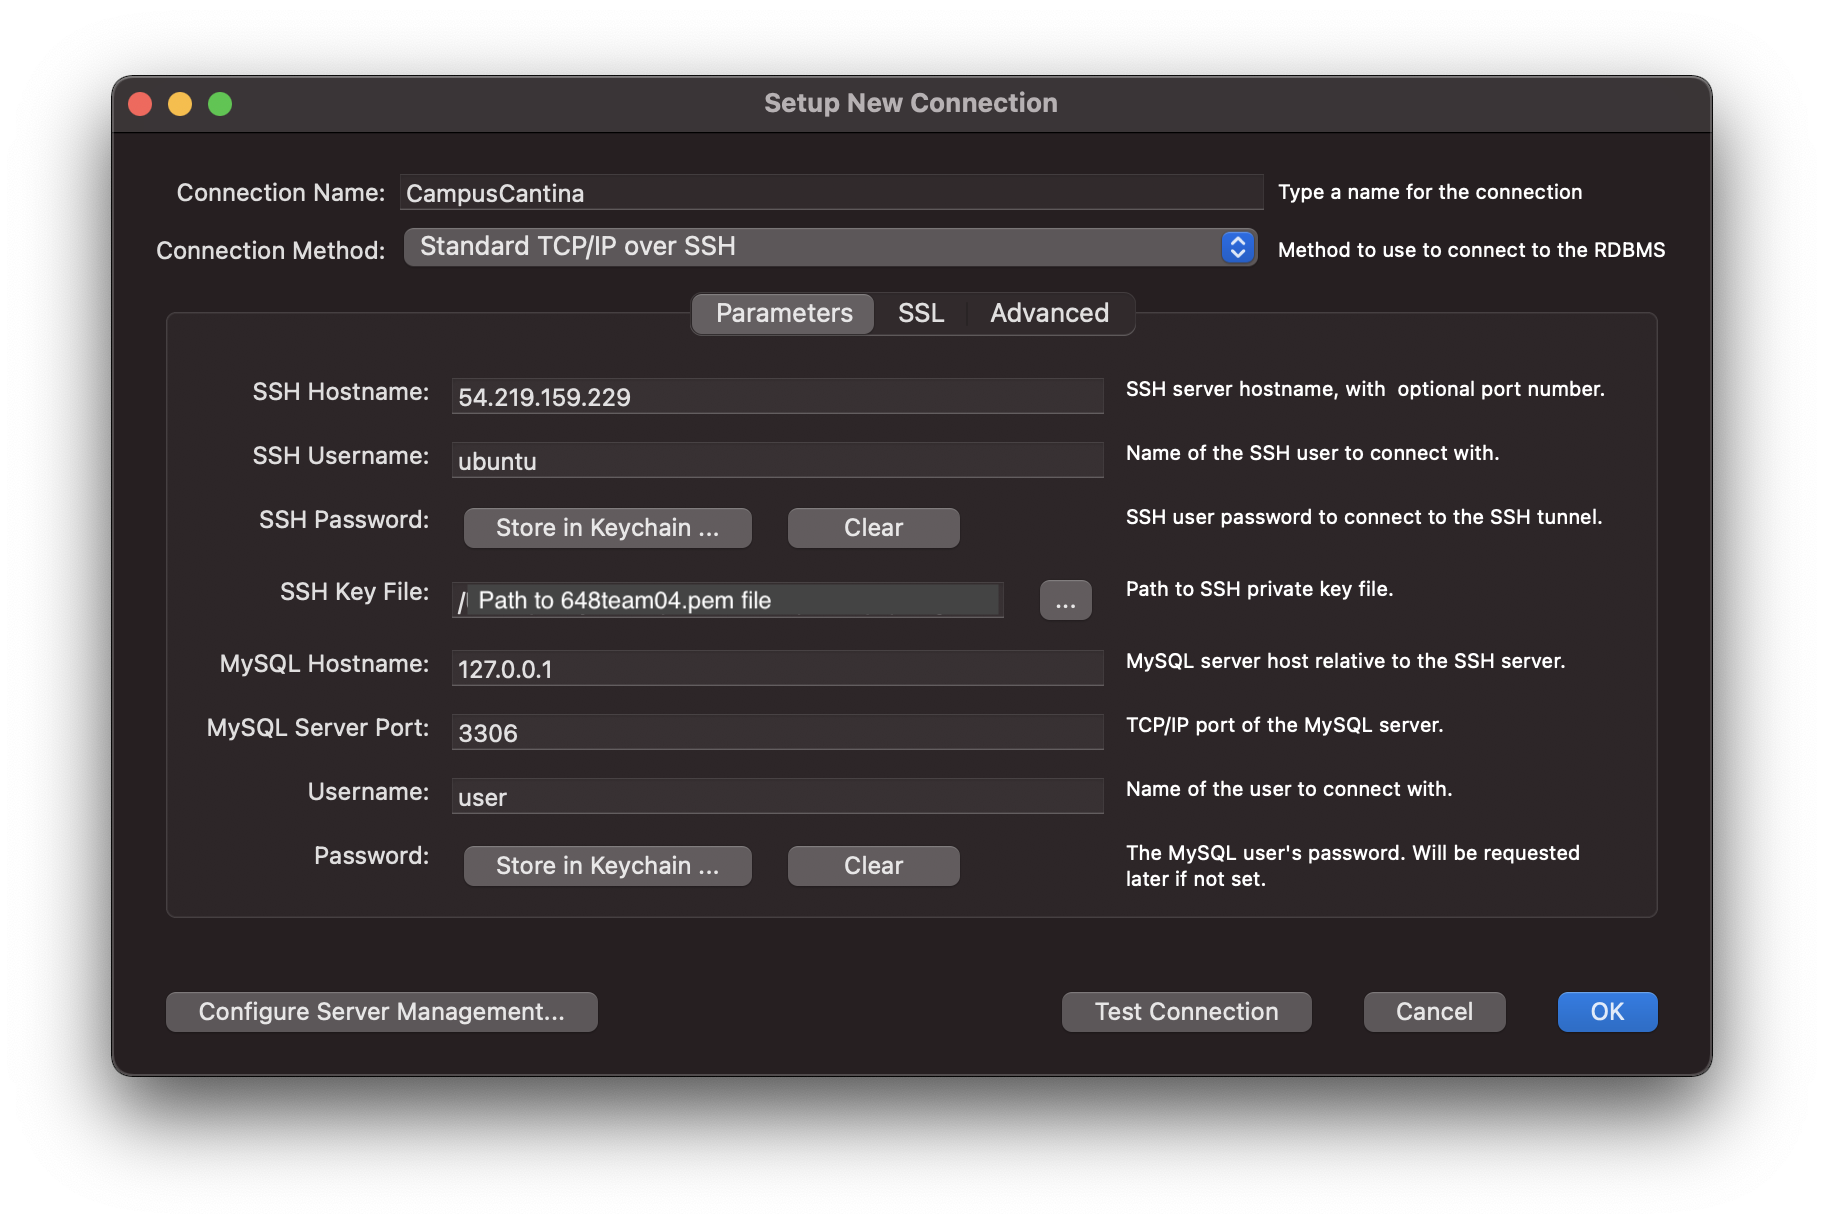 Setup New Connection
Connection Name: CampusCantina Type a name for the connection
Connection Method: Standard TCP/IP over SSH Method to use to connect to the RDBMS
Parameters SSL Advanced
SSH Hostname: 54.219.159.229 SSH server hostname, with  optional port number.
SSH Username: ubuntu Name of the SSH user to connect with.
SSH Password: Store in Keychain ... Clear SSH user password to connect to the SSH tunnel.
SSH Key File: / Path to 648team04.pem file ... Path to SSH private key file.
MySQL Hostname: 127.0.0.1 MySQL server host relative to the SSH server.
MySQL Server Port: 3306 TCP/IP port of the MySQL server.
Username: user Name of the user to connect with.
Password: Store in Keychain ... Clear The MySQL user's password. Will be requested
later if not set.
Configure Server Management... Test Connection Cancel OK